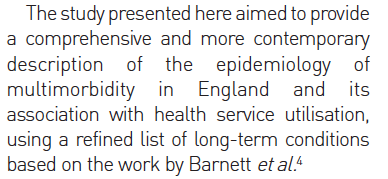 The study presented here aimed to provide
a comprehensive and more contemporary
description of the epidemiology of
multimorbidity in England and its
association with health service utilisation,
using a refined list of long-term conditions
based on the work by Barnett et al.⁴